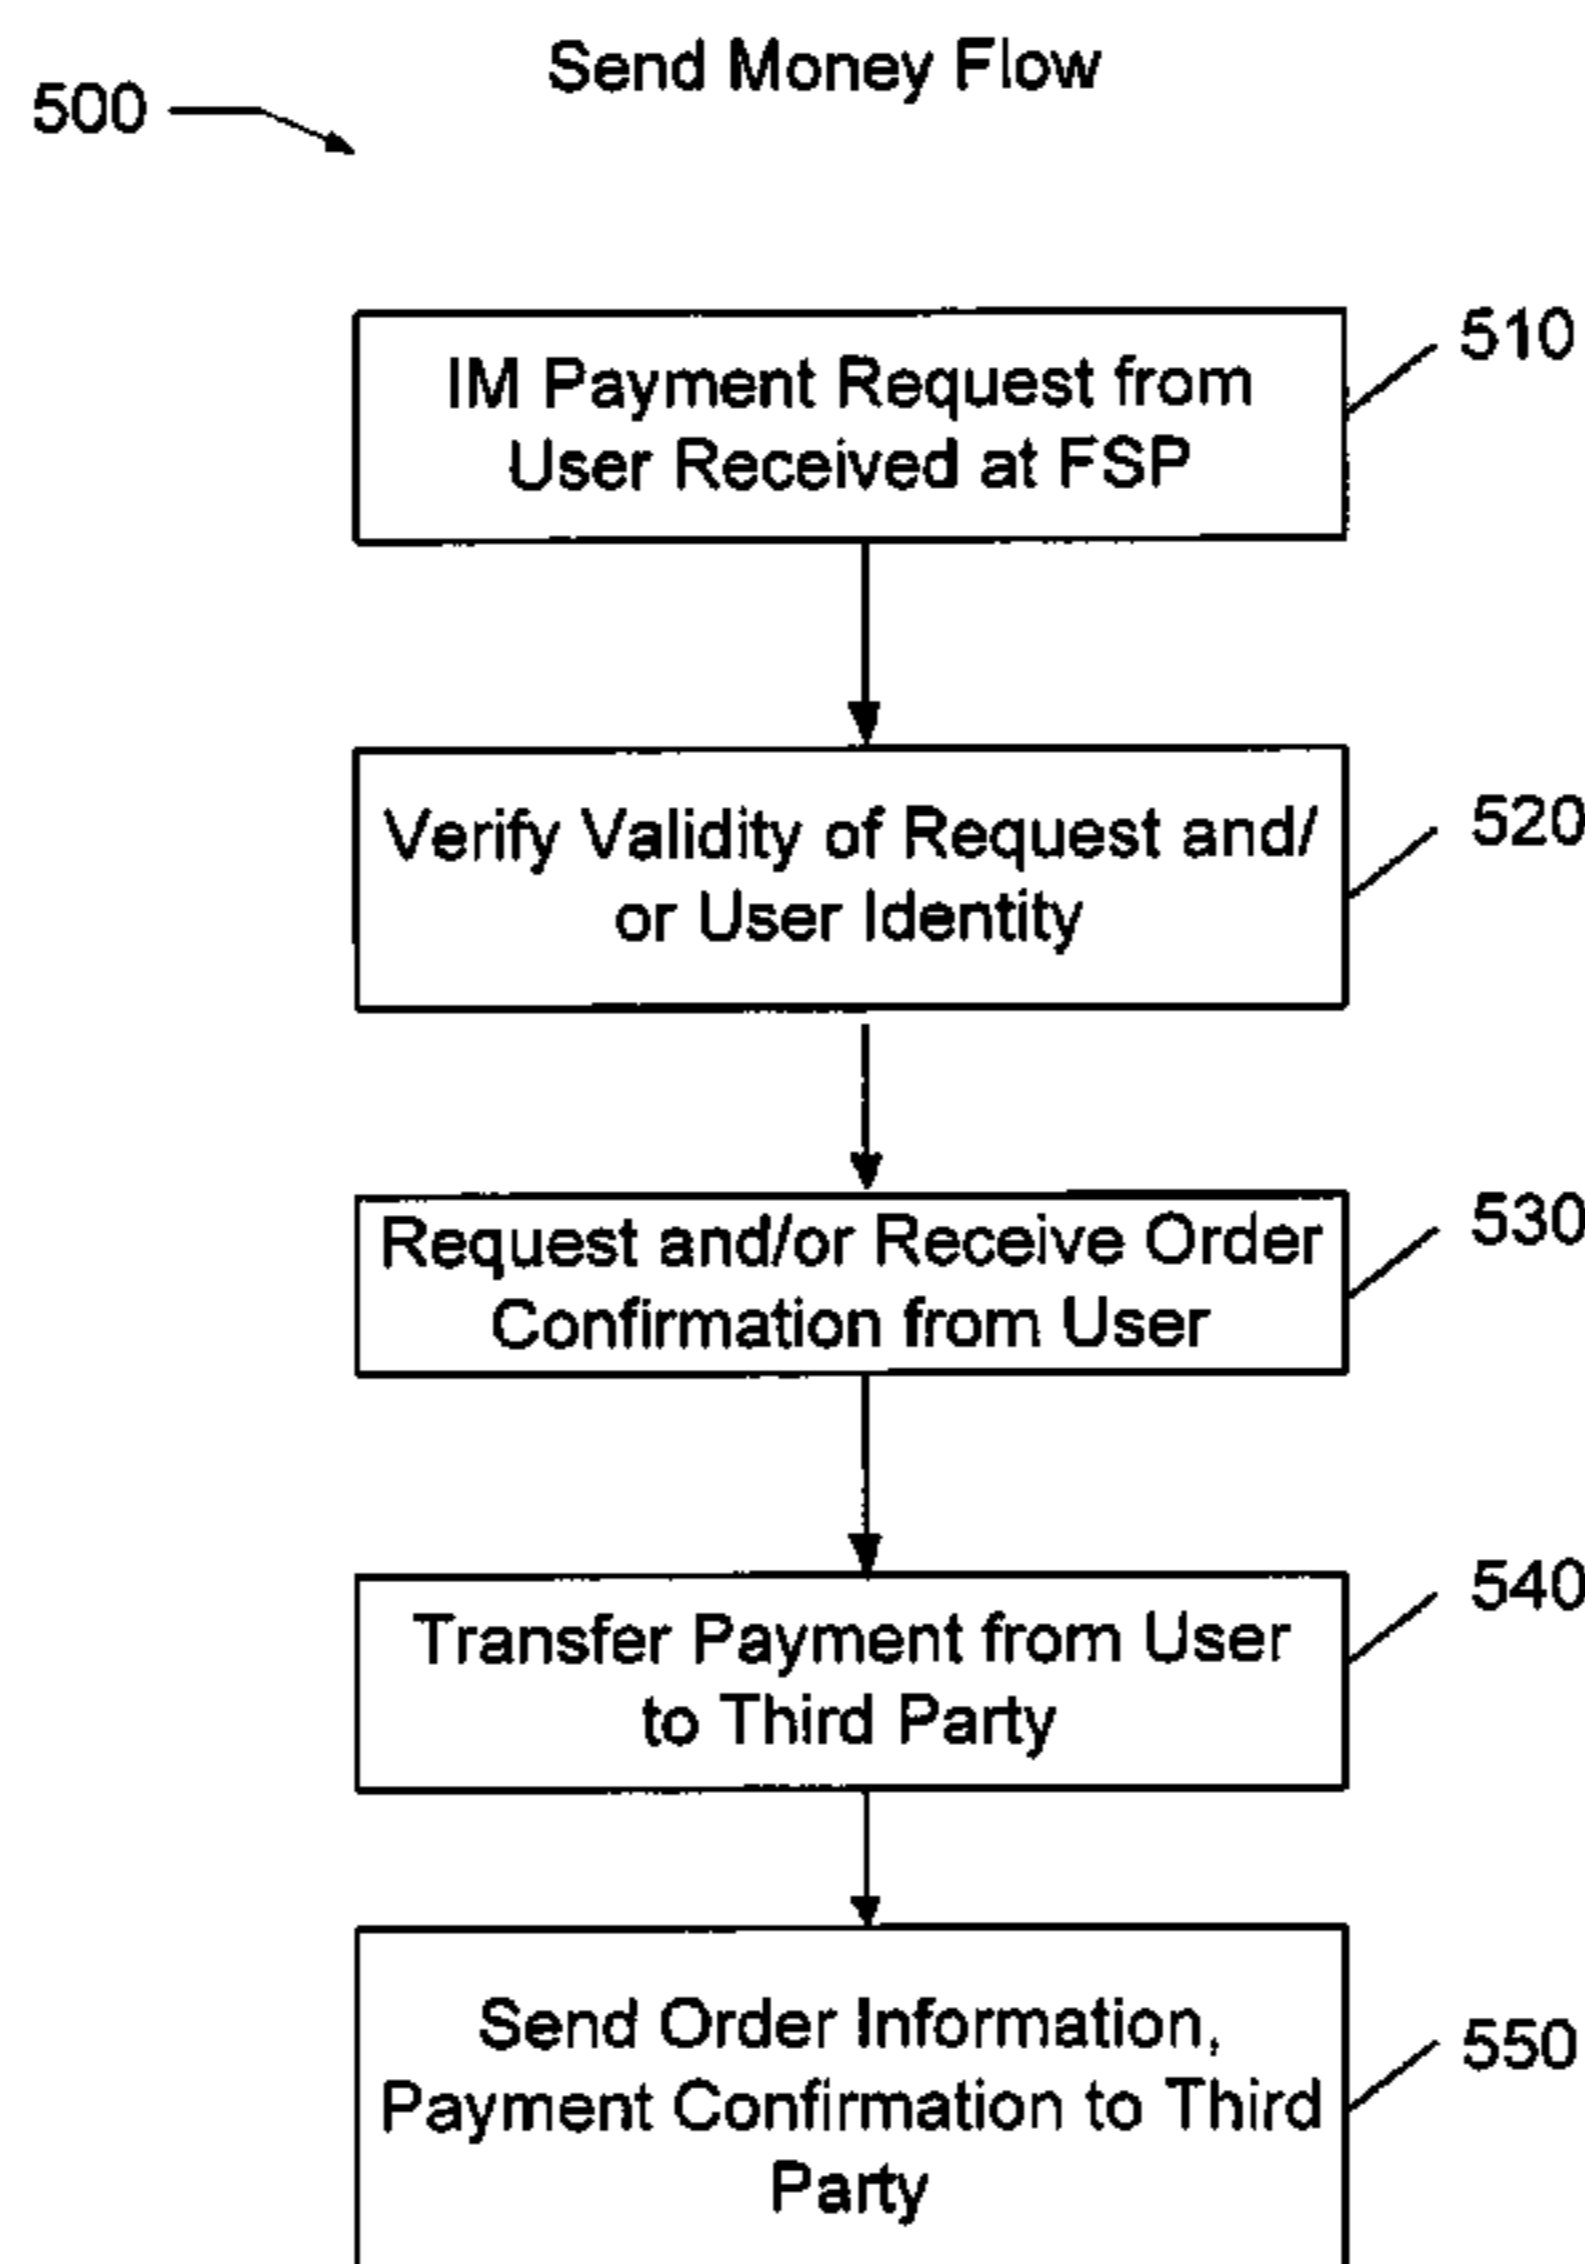 Send Money Flow
500
IM Payment Request from
User Received at FSP
510
Verify Validity of Request and/
or User Identity
520
Request and/or Receive Order
Confirmation from User
530
Transfer Payment from User
to Third Party
540
Send Order Information,
Payment Confirmation to Third
Party
550